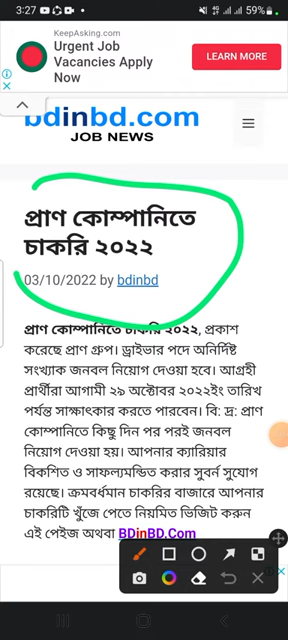 3:27
59%
KeepAsking.com
Urgent Job
Vacancies Apply
Now
LEARN MORE
bdinbd.com
JOB NEWS
প্রাণ কোম্পানিতে
চাকরি ২০২২
03/10/2022 by bdinbd
প্রাণ কোম্পানিতে চাকরি ২০২২, প্রকাশ
করেছে প্রাণ গ্রুপ। ড্রাইভার পদে অনির্দিষ্ট
সংখ্যক জনবল নিয়োগ দেওয়া হবে। আগ্রহী
প্রার্থীরা আগামী ২৯ অক্টোবর ২০২২ইং তারিখ
পর্যন্ত সাক্ষাৎকার করতে পারবেন। বি: দ্র: প্রাণ
কোম্পানিতে কিছু দিন পর পরই জনবল
নিয়োগ দেওয়া হয়। আপনার ক্যারিয়ার
বিকশিত ও সাফল্যমন্ডিত করার সুবর্ন সুযোগ
রয়েছে। ক্রমবর্ধমান চাকরির বাজারে আপনার
চাকরিটি খুঁজে পেতে নিয়মিত ভিজিট করুন
এই পেইজ অথবা BDinBD.Com